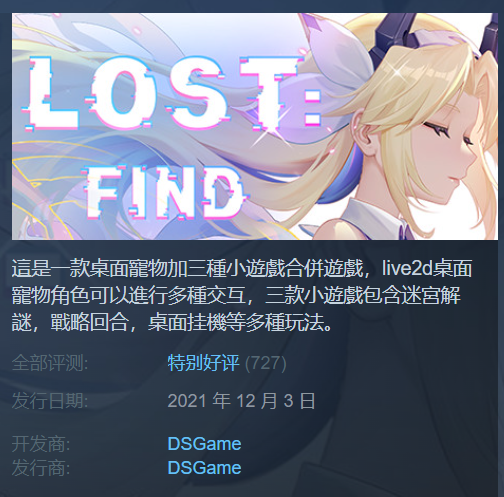 LOST:
FIND
這是一款桌面寵物加三種小遊戲合併遊戲，live2d桌面
寵物角色可以進行多種交互，三款小遊戲包含迷宮解
謎，戰略回合，桌面挂機等多種玩法。
全部评测: 特别好评 (727)
发行日期: 2021 年 12 月 3 日
开发商: DSGame
发行商: DSGame